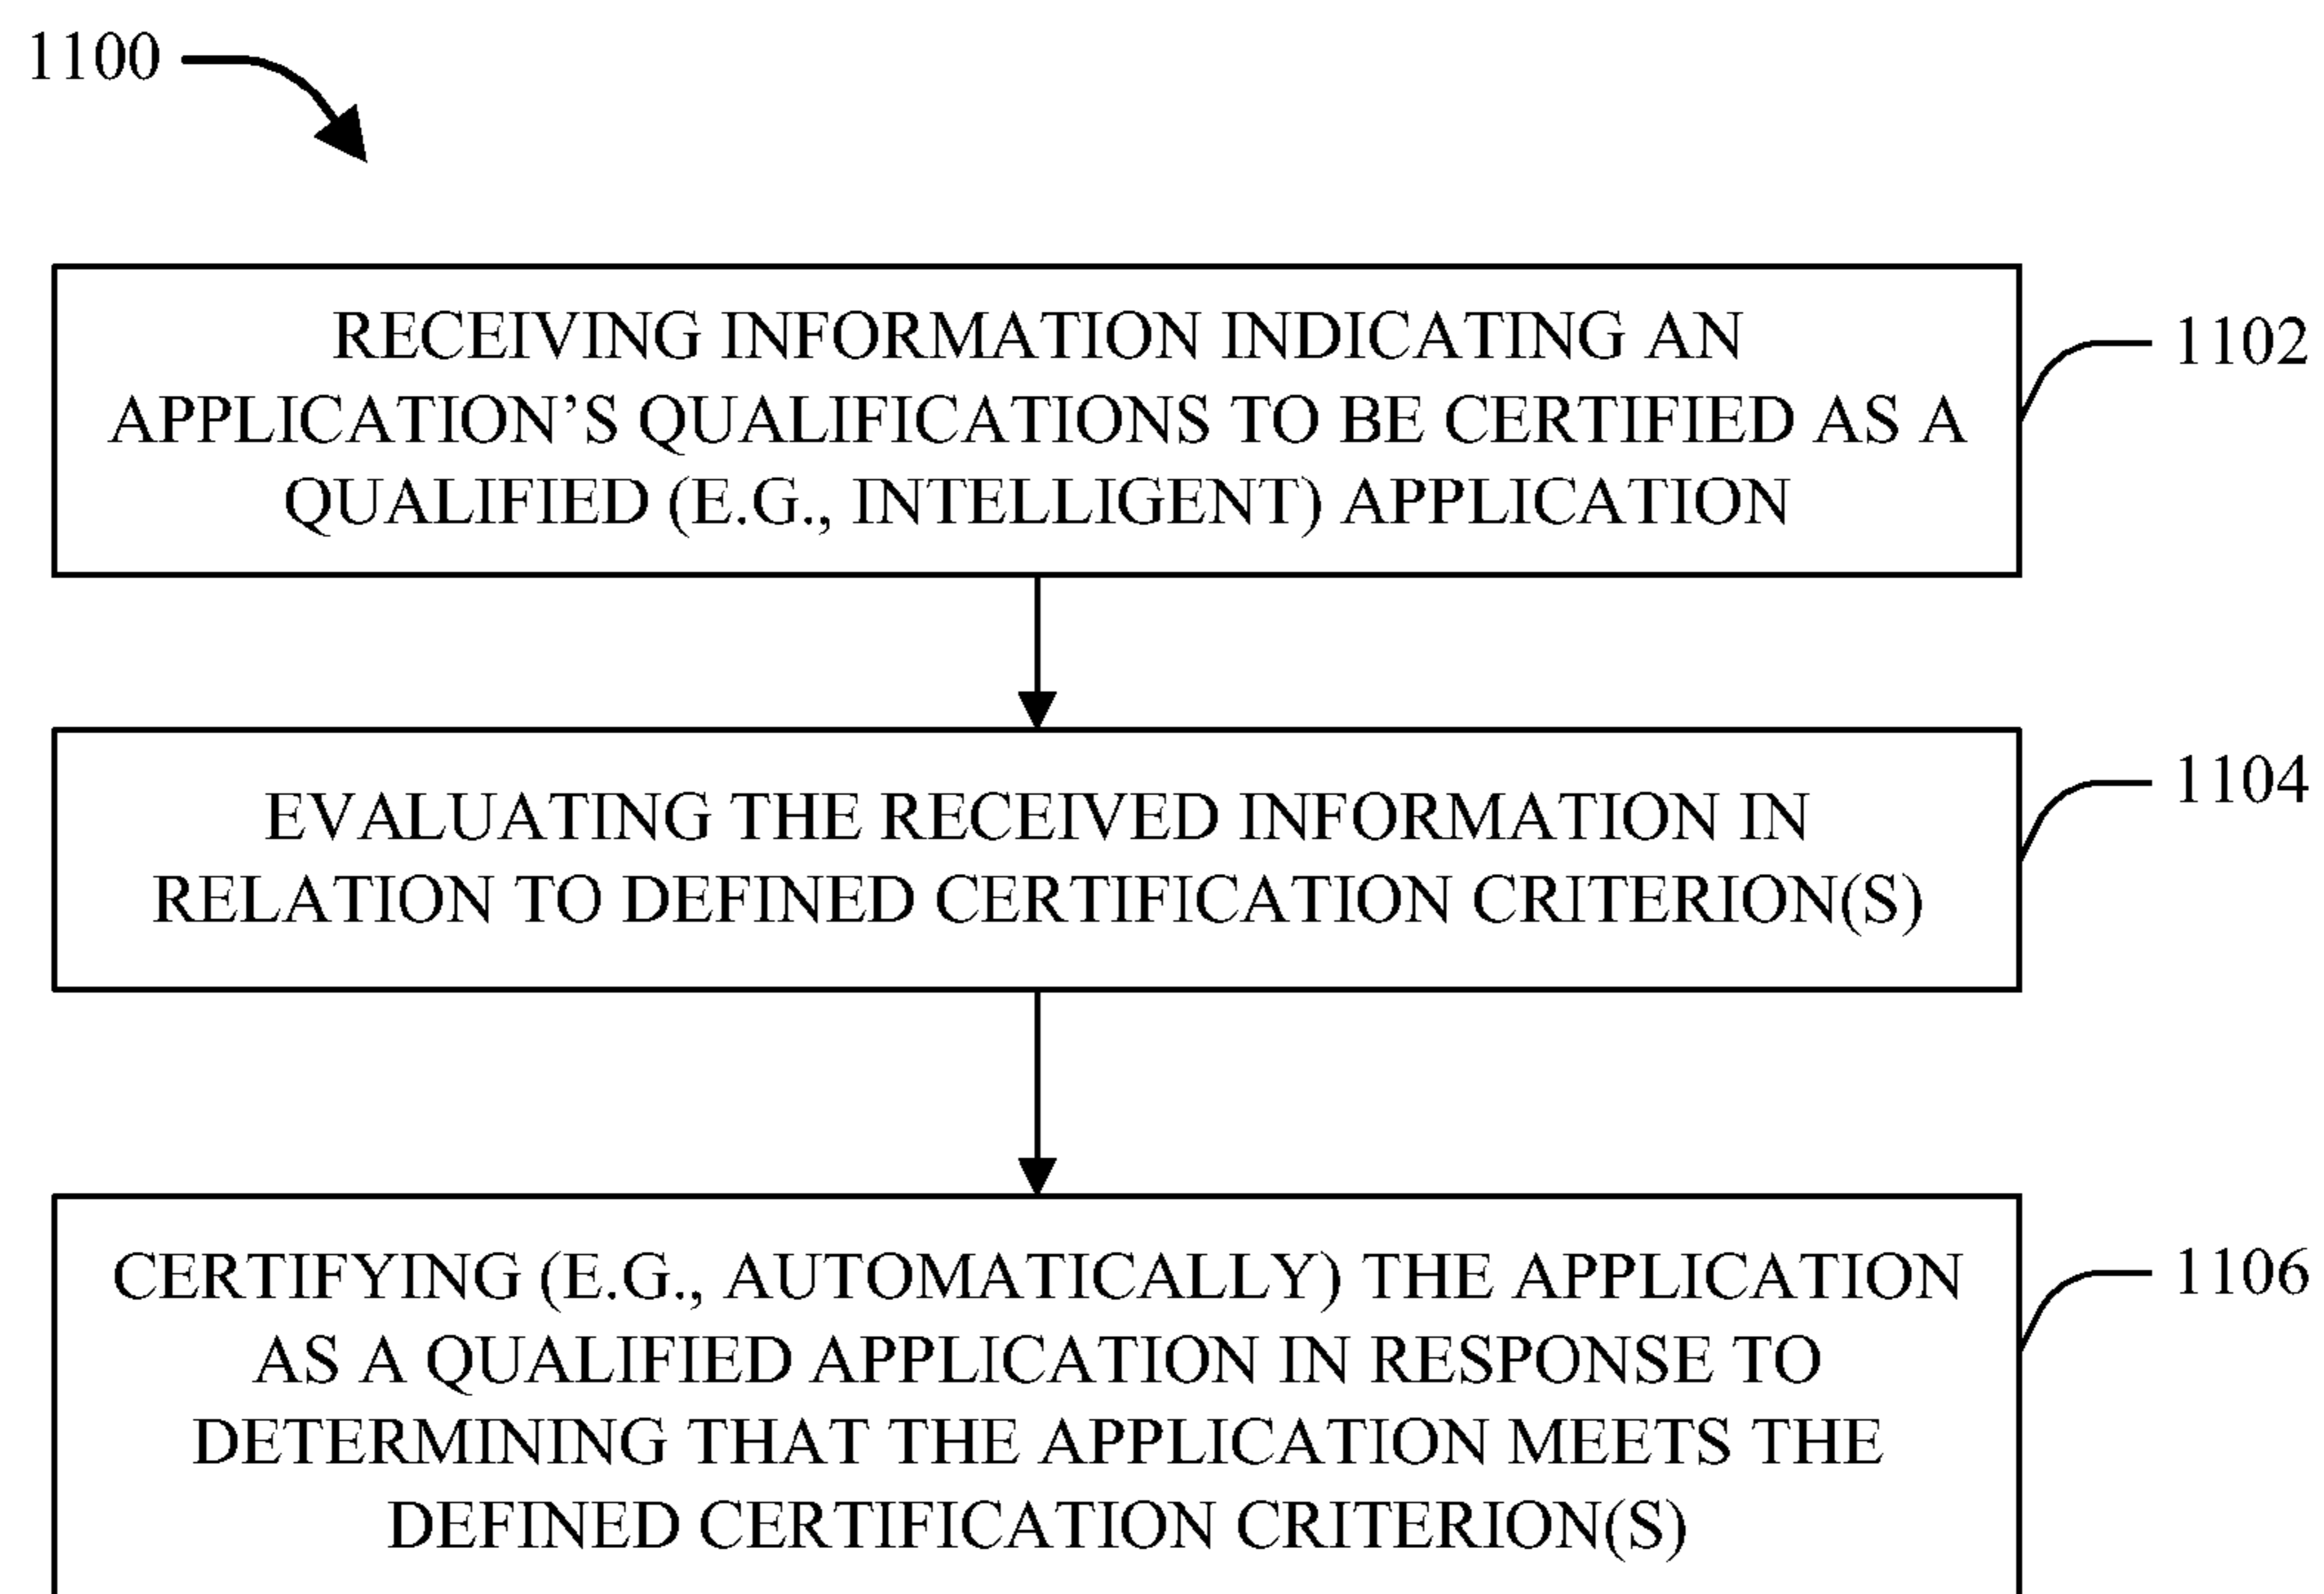 1100
RECEIVING INFORMATION INDICATING AN
APPLICATION’S QUALIFICATIONS TO BE CERTIFIED AS A
QUALIFIED (E.G., INTELLIGENT) APPLICATION
1102
EVALUATING THE RECEIVED INFORMATION IN
RELATION TO DEFINED CERTIFICATION CRITERION(S)
1104
CERTIFYING (E.G., AUTOMATICALLY) THE APPLICATION
AS A QUALIFIED APPLICATION IN RESPONSE TO
DETERMINING THAT THE APPLICATION MEETS THE
DEFINED CERTIFICATION CRITERION(S)
1106